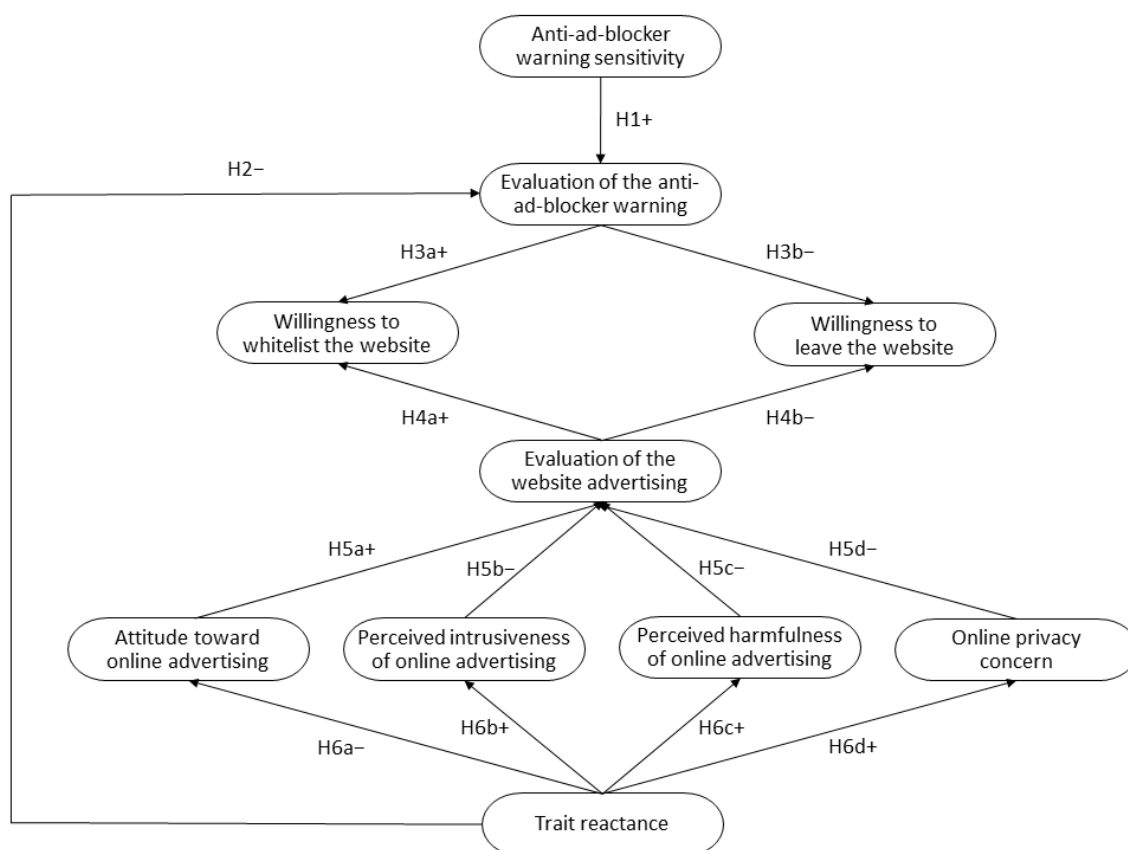 Anti-ad-blocker
warning sensitivity
H1+
H2−
Evaluation of the anti-
ad-blocker warning
H3a+
H3b−
Willingness to
whitelist the website
Willingness to
leave the website
H4a+
H4b−
Evaluation of the
website advertising
H5a+
H5b−
H5c−
H5d−
Attitude toward
online advertising
Perceived intrusiveness
of online advertising
Perceived harmfulness
of online advertising
Online privacy
concern
H6a−
H6b+
H6c+
H6d+
Trait reactance